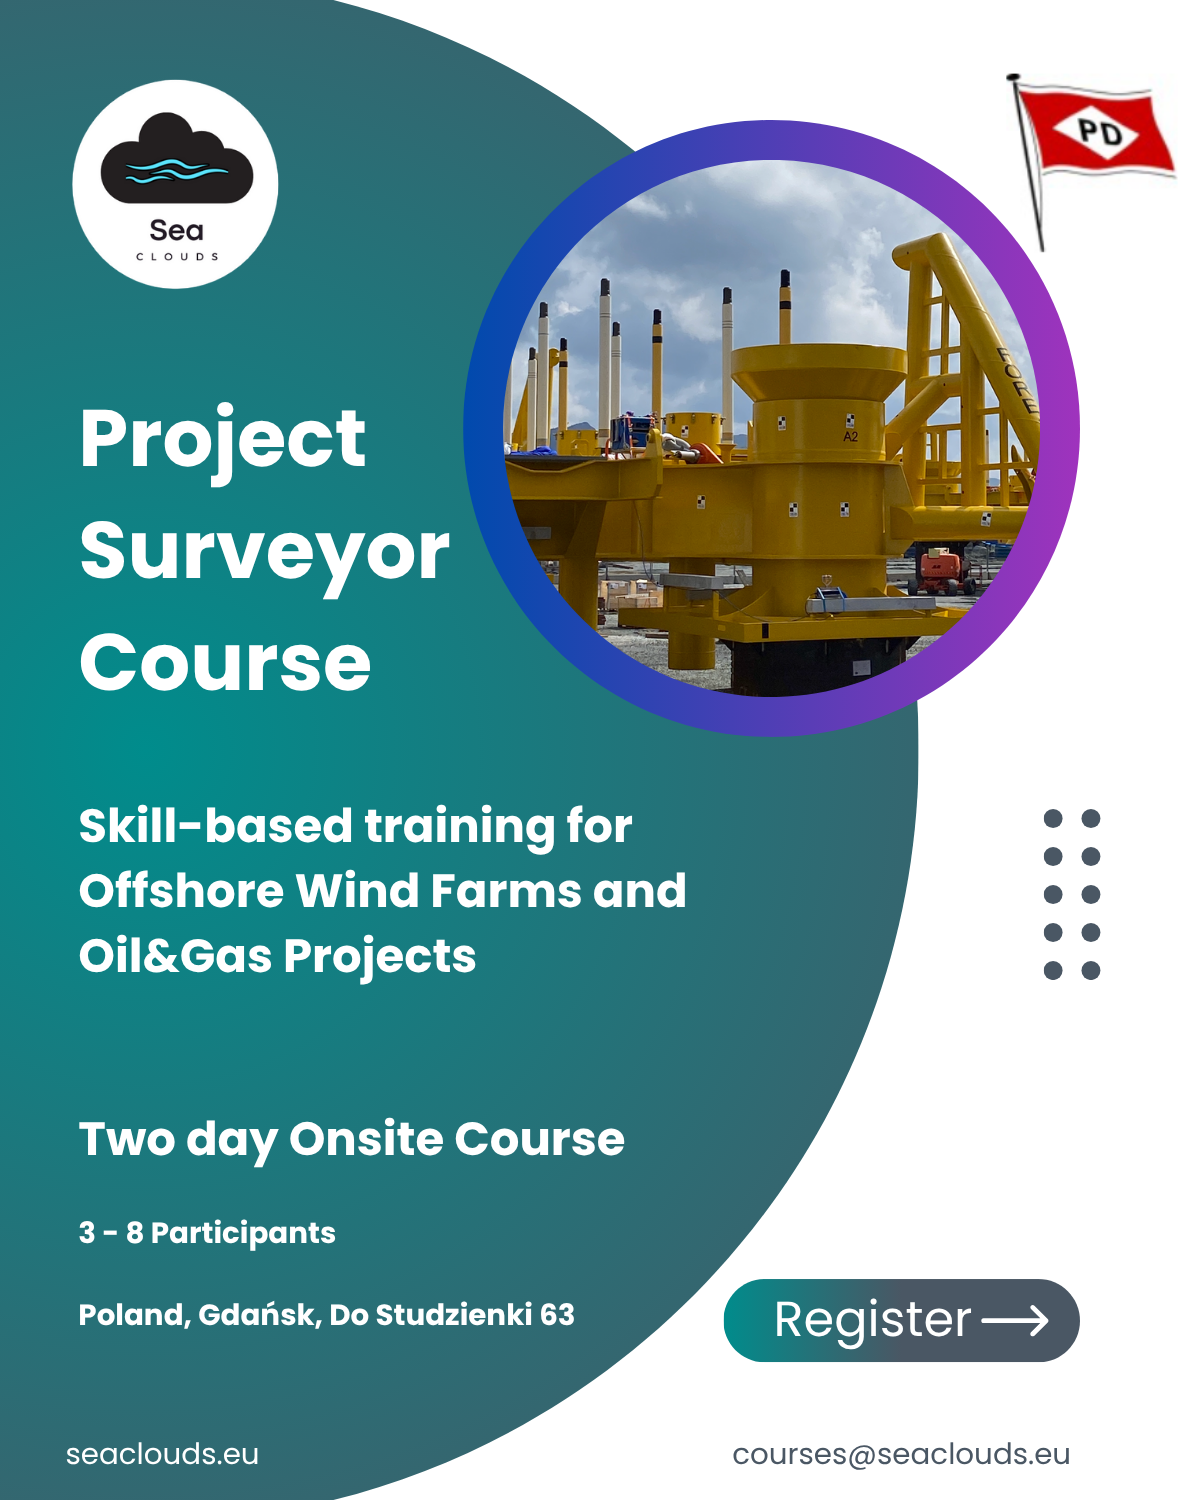 Sea
CLOUDS
PD
FORE
A2
Project
Surveyor
Course
Skill-based training for
Offshore Wind Farms and
Oil&Gas Projects
Two day Onsite Course
3 - 8 Participants
Poland, Gdańsk, Do Studzienki 63
Register
seaclouds.eu
courses@seaclouds.eu